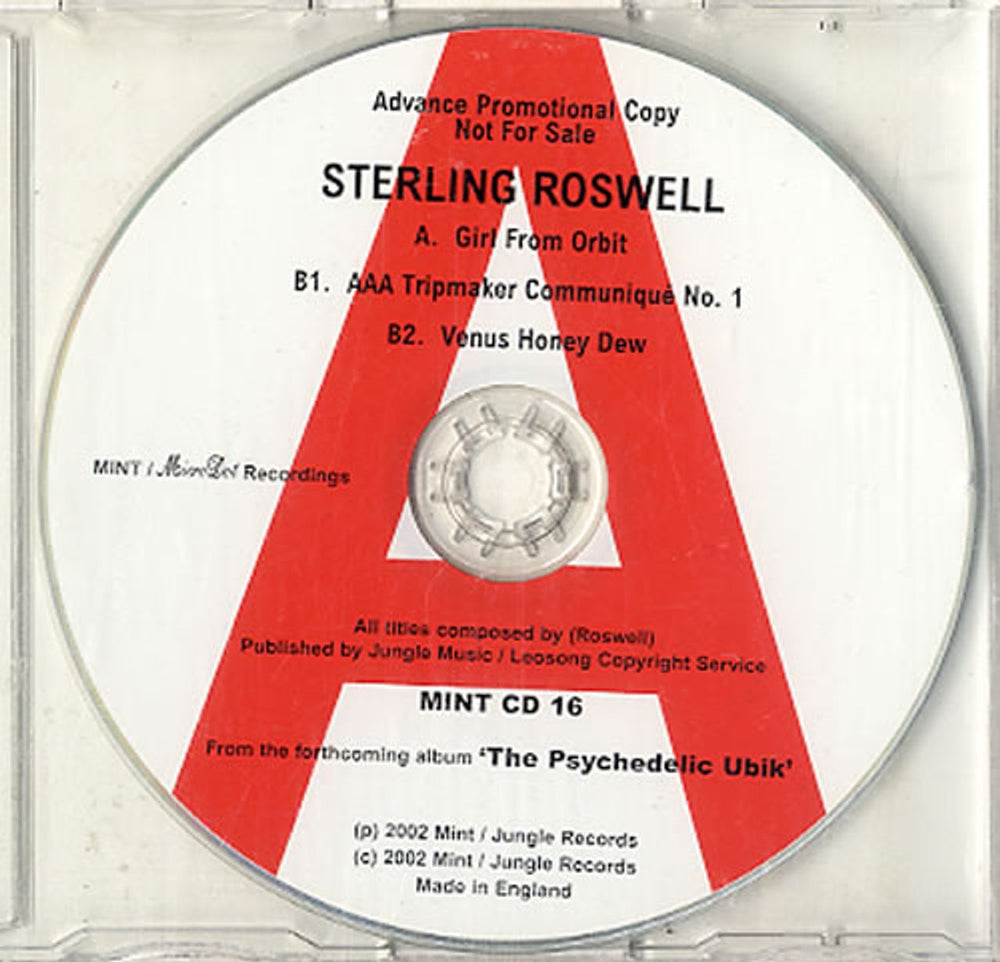 Advance Promotional Copy
Not For Sale
STERLING ROSWELL
A. Girl From Orbit
B1. AAA Tripmaker Communiqué No. 1
B2. Venus Honey Dew
MINT / MicroDot Recordings
All titles composed by (Roswell)
Published by Jungle Music / Leosong Copyright Service
MINT CD 16
From the forthcoming album ‘The Psychedelic Ubik’
(p) 2002 Mint / Jungle Records
(c) 2002 Mint / Jungle Records
Made in England
A